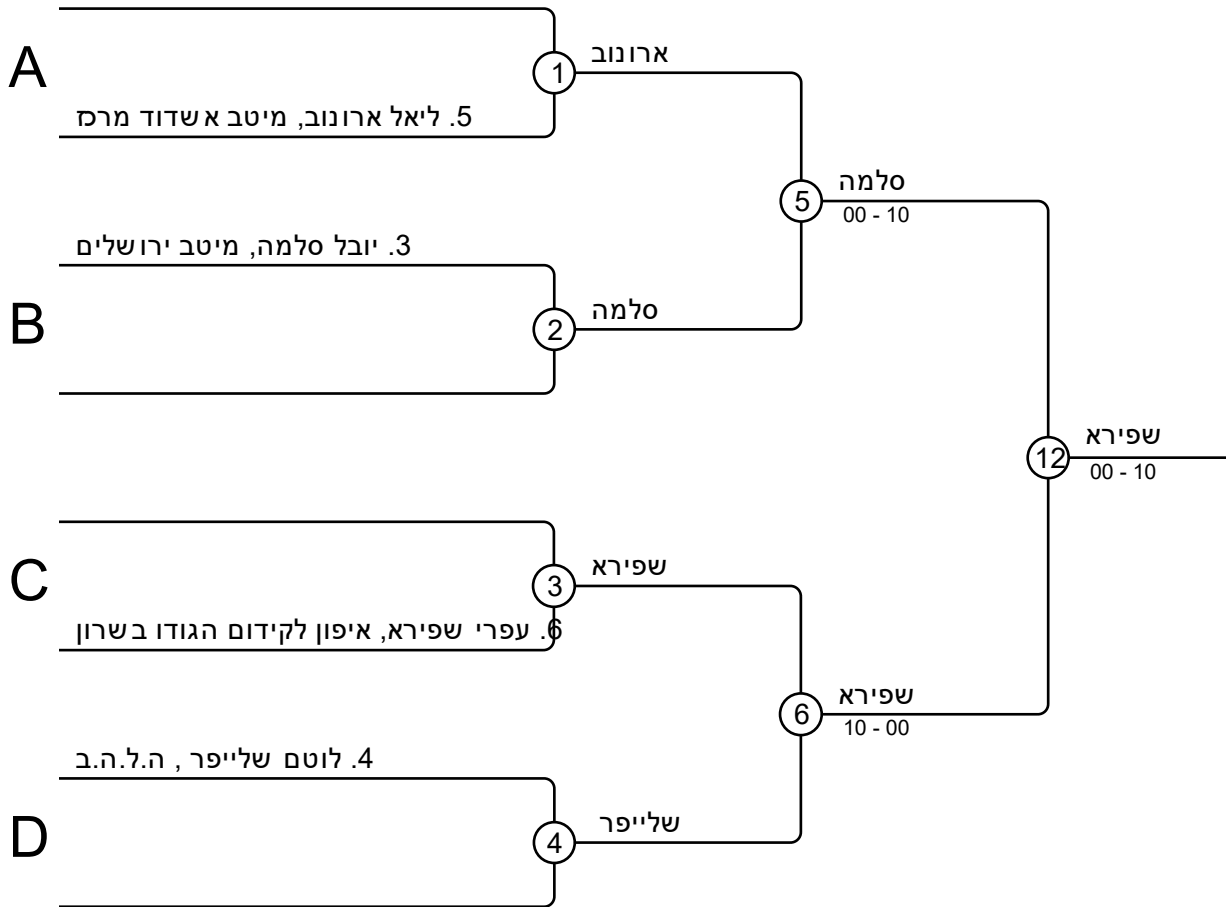 A
1
ארונוב
5. ליאל ארונוב, מיטב אשדוד מרכז
5
סלמה
00 - 10
3. יובל סלמה, מיטב ירושלים
B
2
סלמה
12
שפירא
00 - 10
C
3
שפירא
6. עפרי שפירא, איפון לקידום הגודו בשרון
6
שפירא
10 - 00
4. לוטם שלייפר , ה.ל.ה.ב
D
4
שלייפר